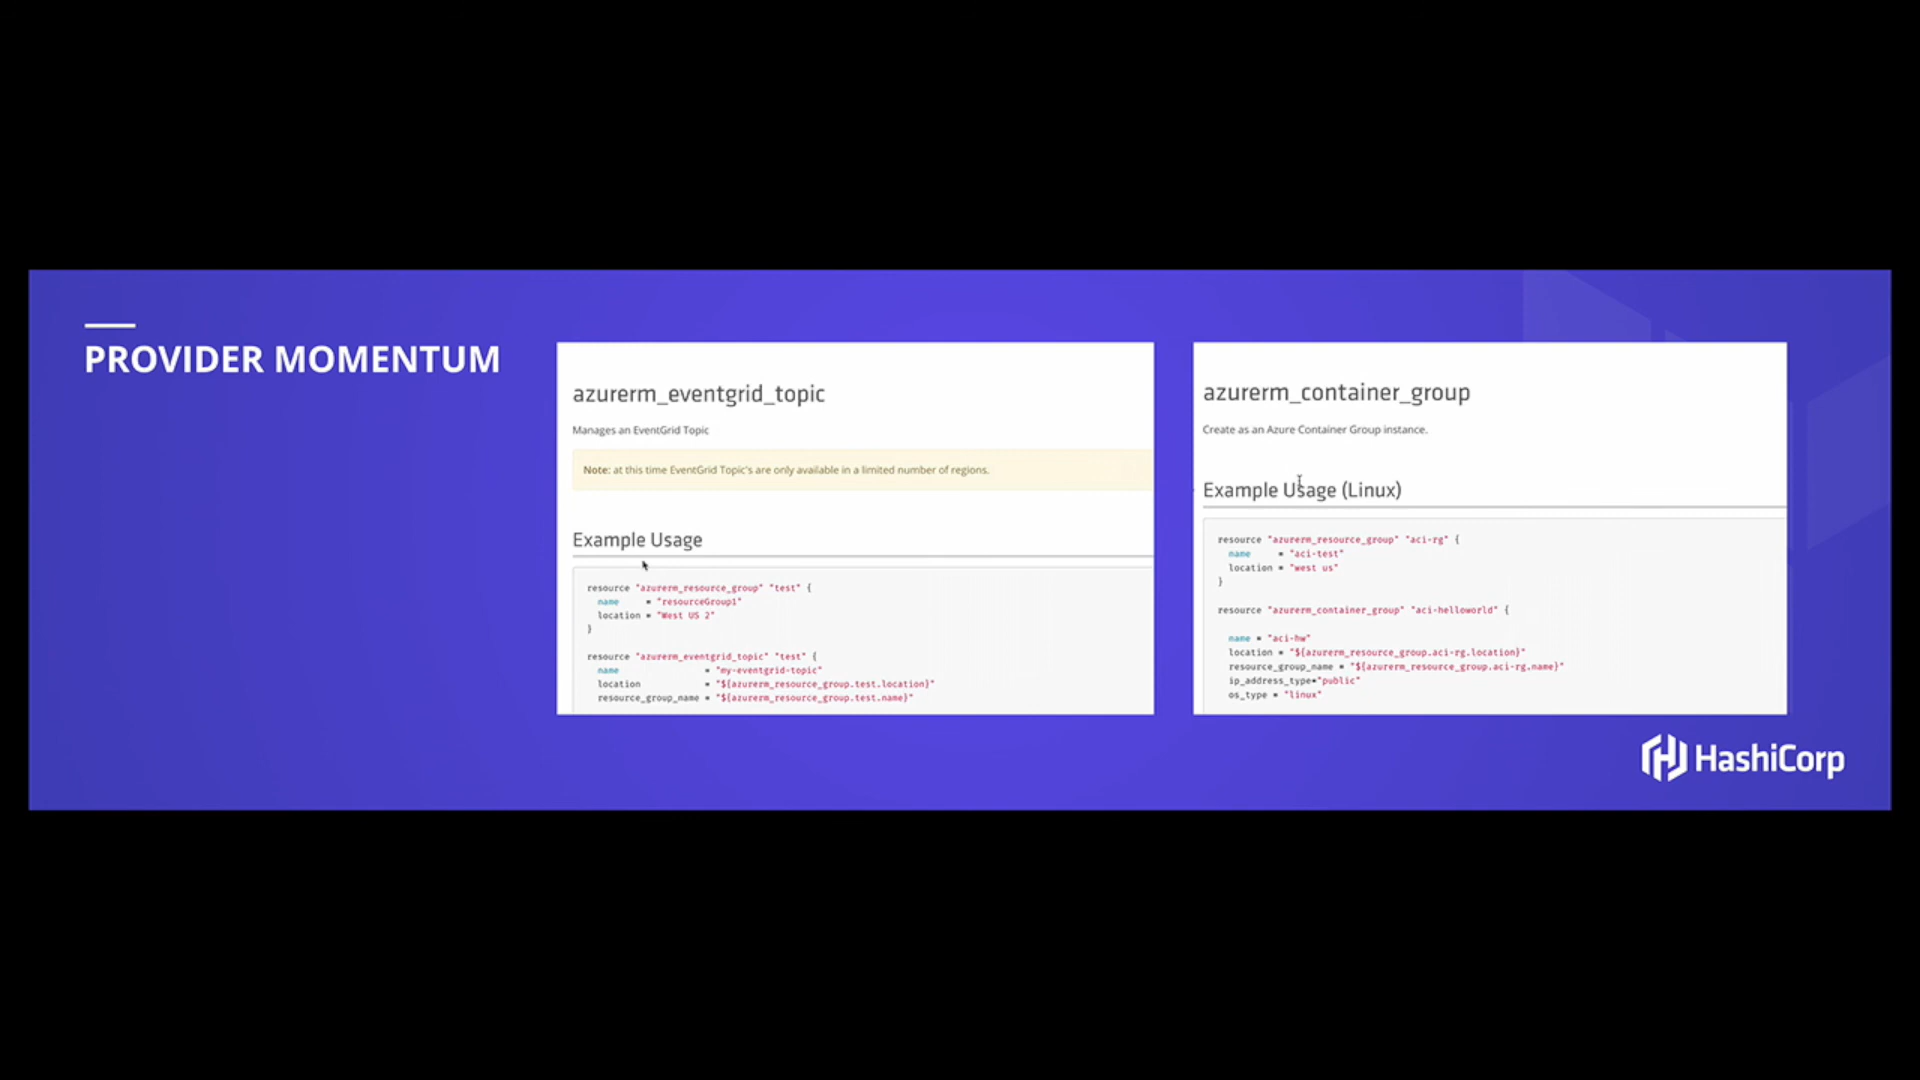 PROVIDER MOMENTUM
azurerm_eventgrid_topic
Manages an EventGrid Topic
Note: at this time EventGrid Topic's are only available in a limited number of regions.
Example Usage
resource "azurerm_resource_group" "test" {
  name     = "resourceGroup1"
  location = "West US 2"
}
resource "azurerm_eventgrid_topic" "test" {
  name                = "my-eventgrid-topic"
  location            = "${azurerm_resource_group.test.location}"
  resource_group_name = "${azurerm_resource_group.test.name}"
azurerm_container_group
Create as an Azure Container Group instance.
Example Usage (Linux)
resource "azurerm_resource_group" "aci-rg" {
  name     = "aci-test"
  location = "west us"
}
resource "azurerm_container_group" "aci-helloworld" {
  name = "aci-hw"
  location = "${azurerm_resource_group.aci-rg.location}"
  resource_group_name = "${azurerm_resource_group.aci-rg.name}"
  ip_address_type="public"
  os_type = "linux"
HashiCorp